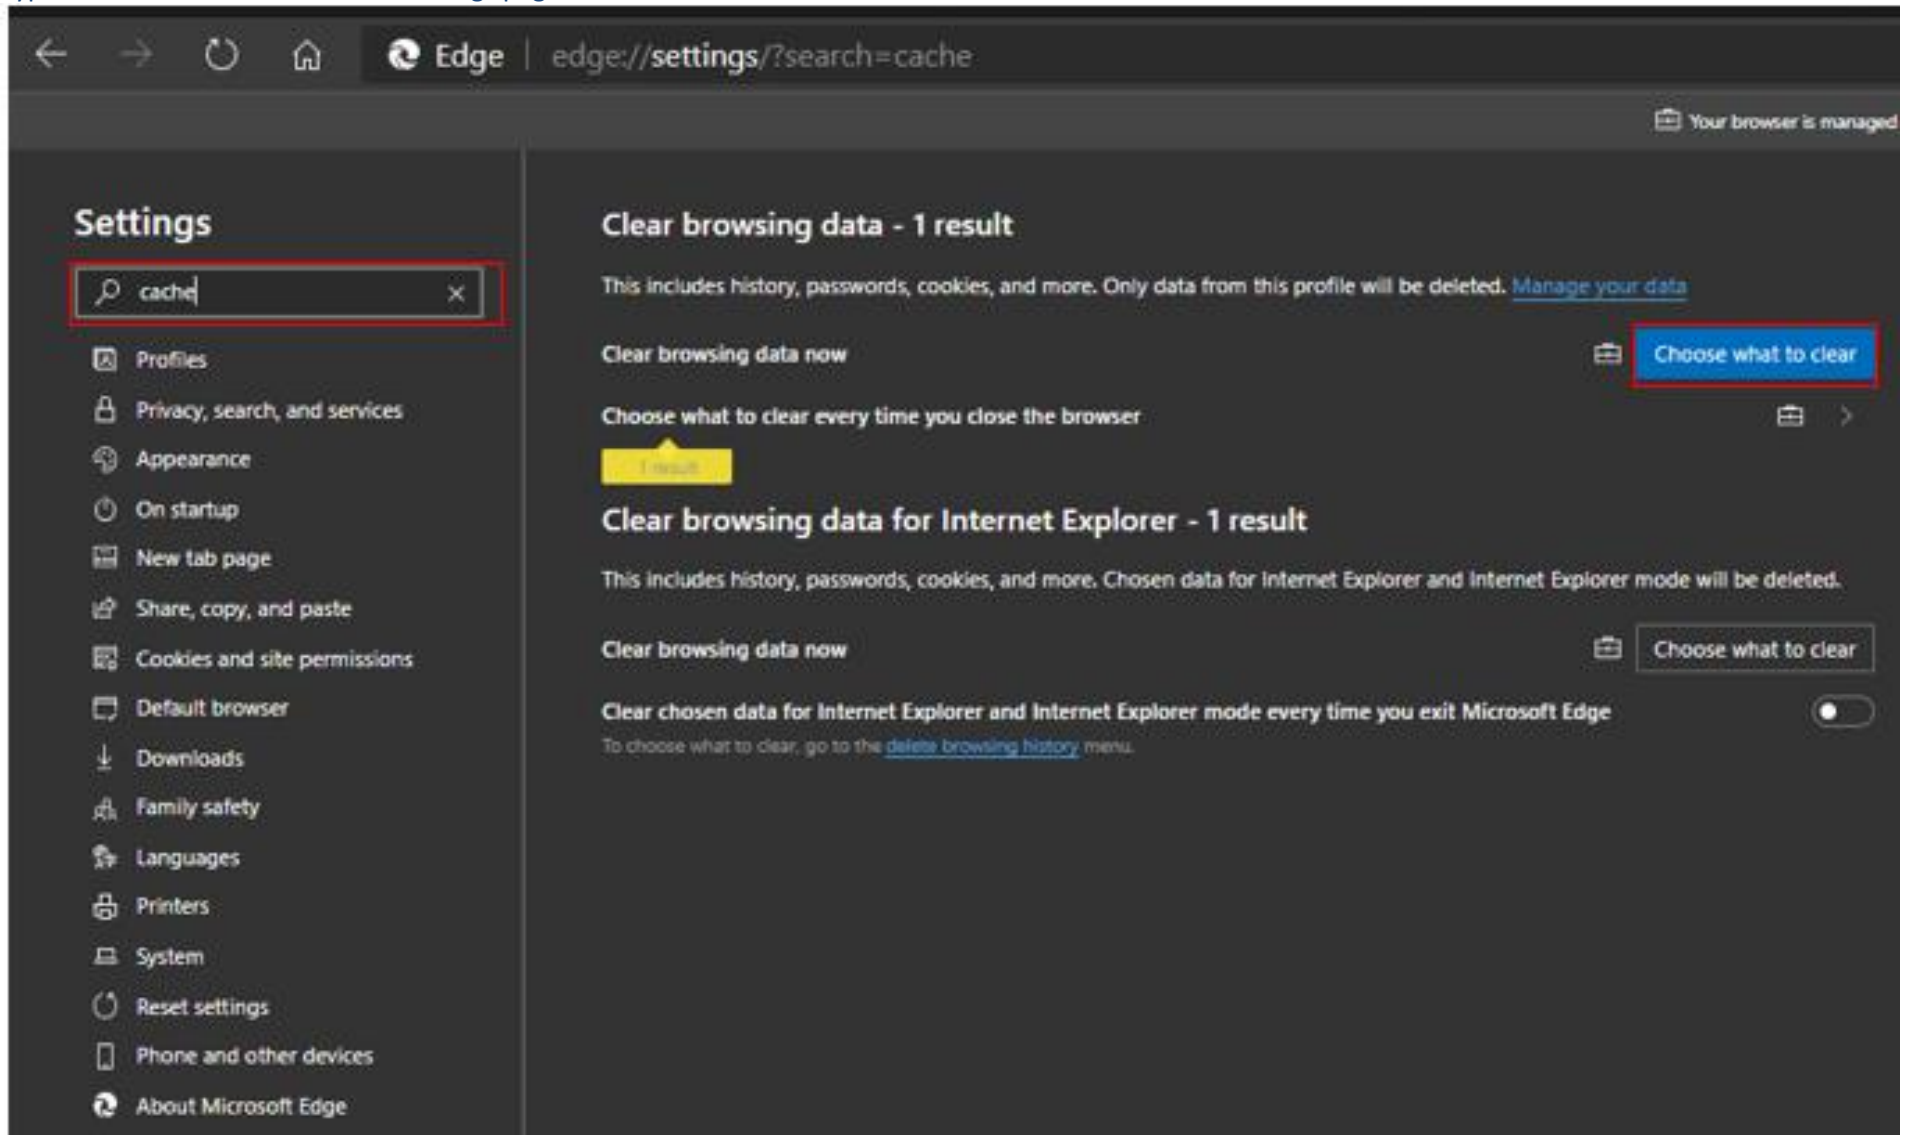 Edge
edge://settings/?search=cache
Your browser is managed
Settings
cache
Profiles
Privacy, search, and services
Appearance
On startup
New tab page
Share, copy, and paste
Cookies and site permissions
Default browser
Downloads
Family safety
Languages
Printers
System
Reset settings
Phone and other devices
About Microsoft Edge
Clear browsing data - 1 result
This includes history, passwords, cookies, and more. Only data from this profile will be deleted. Manage your data
Clear browsing data now
Choose what to clear
Choose what to clear every time you close the browser
1 result
Clear browsing data for Internet Explorer - 1 result
This includes history, passwords, cookies, and more. Chosen data for Internet Explorer and Internet Explorer mode will be deleted.
Clear browsing data now
Choose what to clear
Clear chosen data for Internet Explorer and Internet Explorer mode every time you exit Microsoft Edge
To choose what to clear, go to the delete browsing history menu.